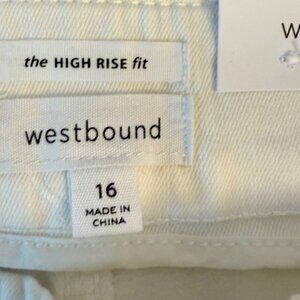 W
the HIGH RISE fit
westbound
16
MADE IN
CHINA